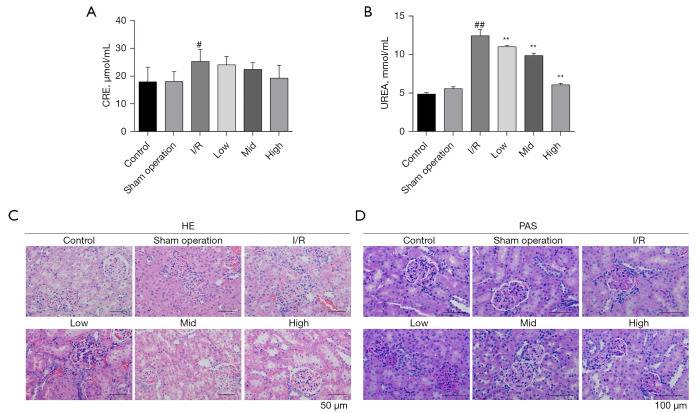 A
CRE, μmol/mL
40
30
20
10
0
#
Control
Sham operation
I/R
Low
Mid
High
B
UREA, mmol/mL
15
10
5
0
##
**
**
**
Control
Sham operation
I/R
Low
Mid
High
C
HE
Control Sham operation I/R
Low Mid High
50 μm
D
PAS
Control Sham operation I/R
Low Mid High
100 μm